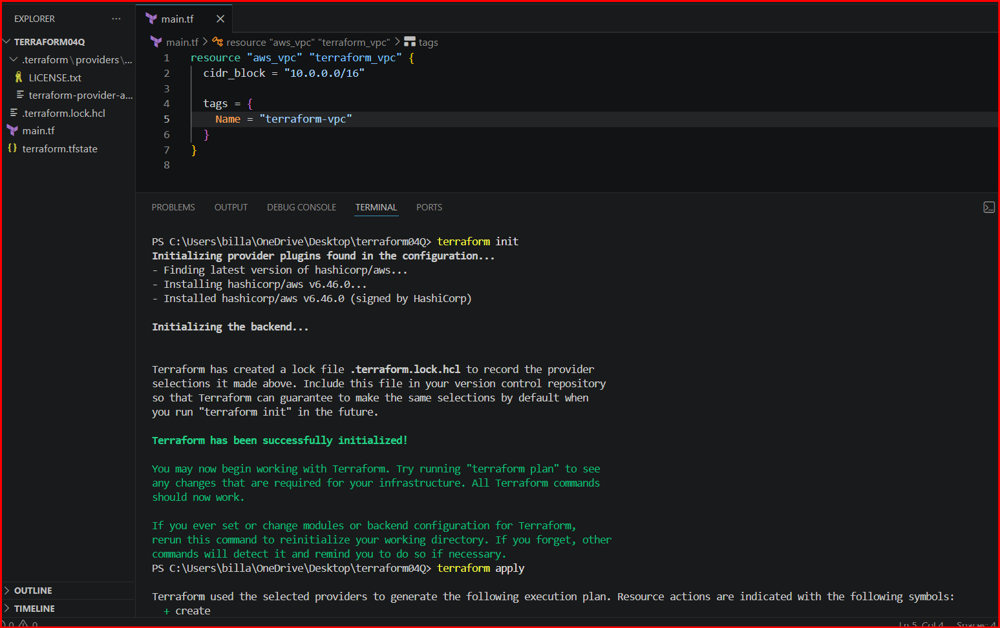 EXPLORER
TERRAFORM04Q
.terraform\providers\...
LICENSE.txt
terraform-provider-a...
.terraform.lock.hcl
main.tf
terraform.tfstate
OUTLINE
TIMELINE
main.tf
main.tf > resource "aws_vpc" "terraform_vpc" > tags
1 resource "aws_vpc" "terraform_vpc" {
2 cidr_block = "10.0.0.0/16"
3
4 tags = {
5 Name = "terraform-vpc"
6 }
7 }
8
PROBLEMS OUTPUT DEBUG CONSOLE TERMINAL PORTS
PS C:\Users\billa\OneDrive\Desktop\terraform04Q> terraform init
Initializing provider plugins found in the configuration...
- Finding latest version of hashicorp/aws...
- Installing hashicorp/aws v6.46.0...
- Installed hashicorp/aws v6.46.0 (signed by HashiCorp)
Initializing the backend...
Terraform has created a lock file .terraform.lock.hcl to record the provider
selections it made above. Include this file in your version control repository
so that Terraform can guarantee to make the same selections by default when
you run "terraform init" in the future.
Terraform has been successfully initialized!
You may now begin working with Terraform. Try running "terraform plan" to see
any changes that are required for your infrastructure. All Terraform commands
should now work.
If you ever set or change modules or backend configuration for Terraform,
rerun this command to reinitialize your working directory. If you forget, other
commands will detect it and remind you to do so if necessary.
PS C:\Users\billa\OneDrive\Desktop\terraform04Q> terraform apply
Terraform used the selected providers to generate the following execution plan. Resource actions are indicated with the following symbols:
+ create
0 0 Ln 5, Col 4 Spaces: 4